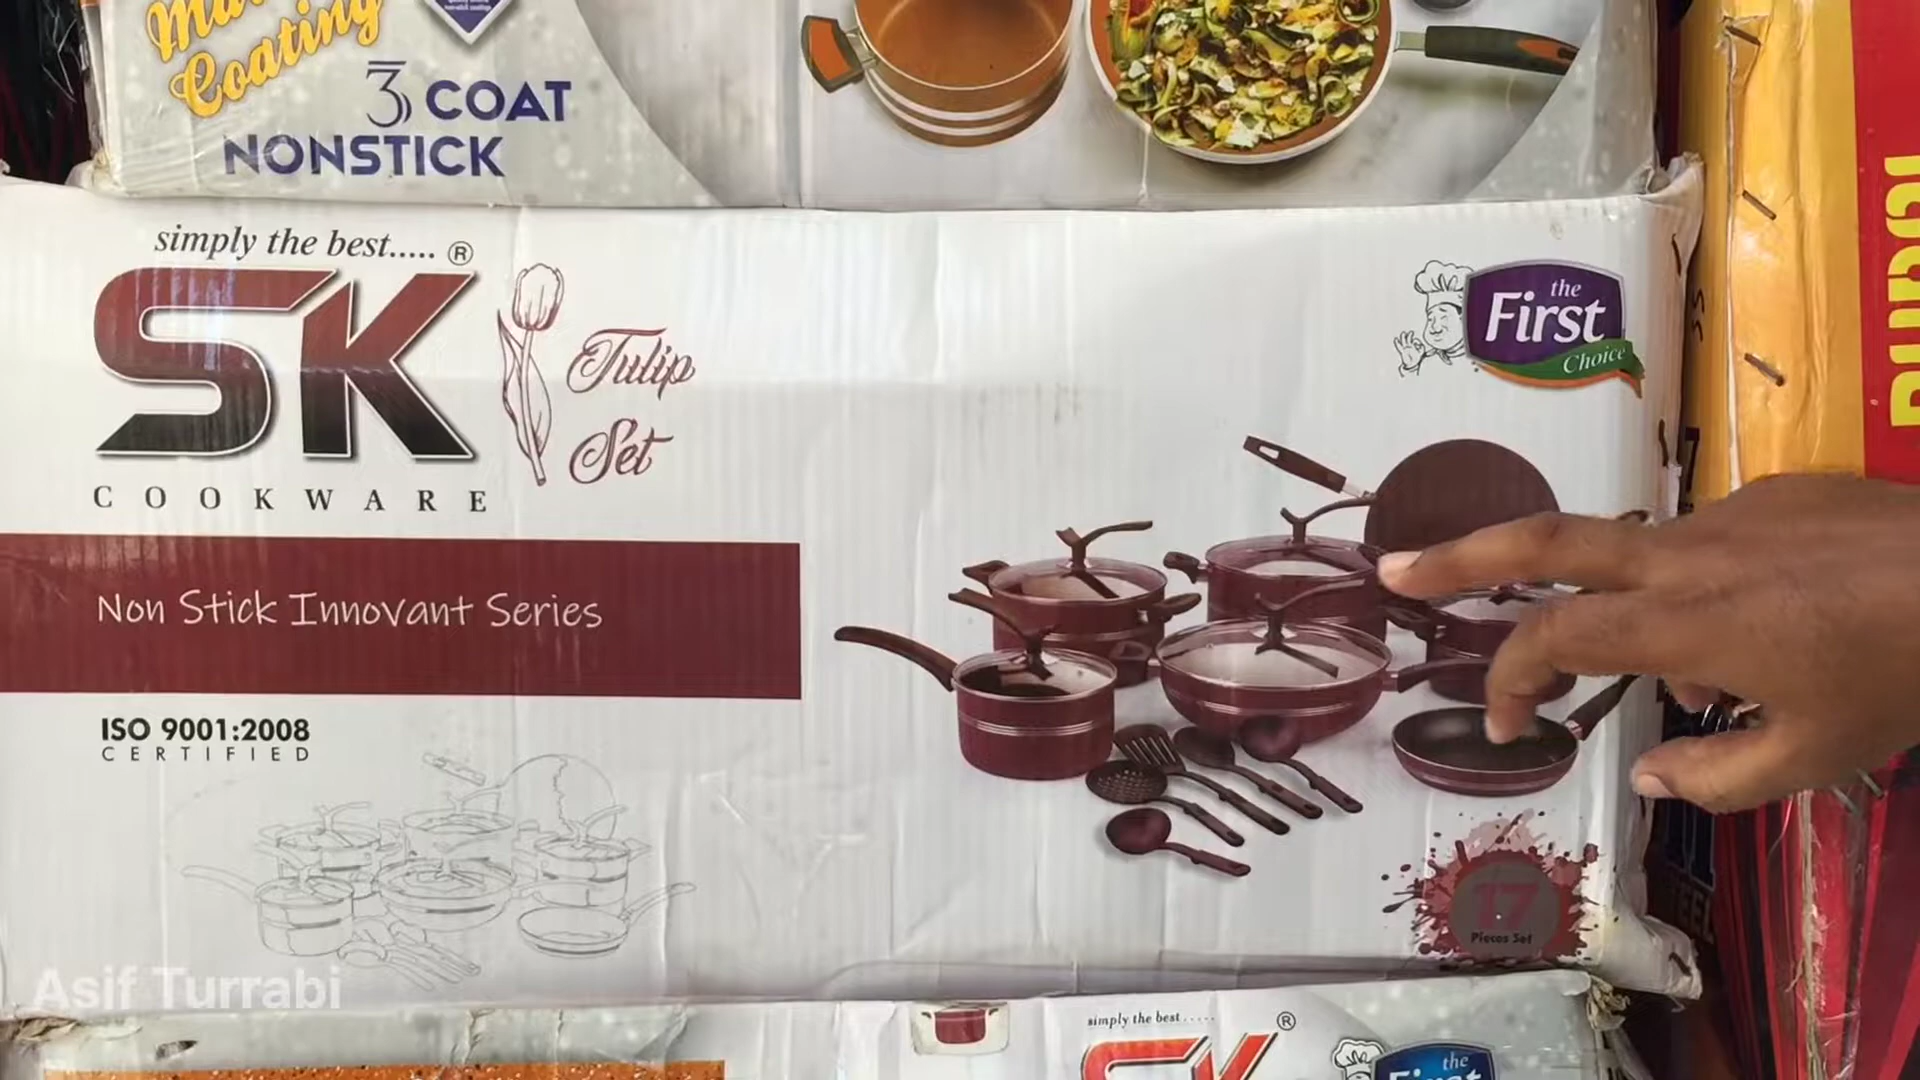 Coating
3 COAT
NONSTICK
simply the best..... ®
SK
COOKWARE
Tulip
Set
the
First
Choice
Non Stick Innovant Series
ISO 9001:2008
CERTIFIED
17
Pieces Set
Asif Turrabi
simply the best..... ®
SK
the
First